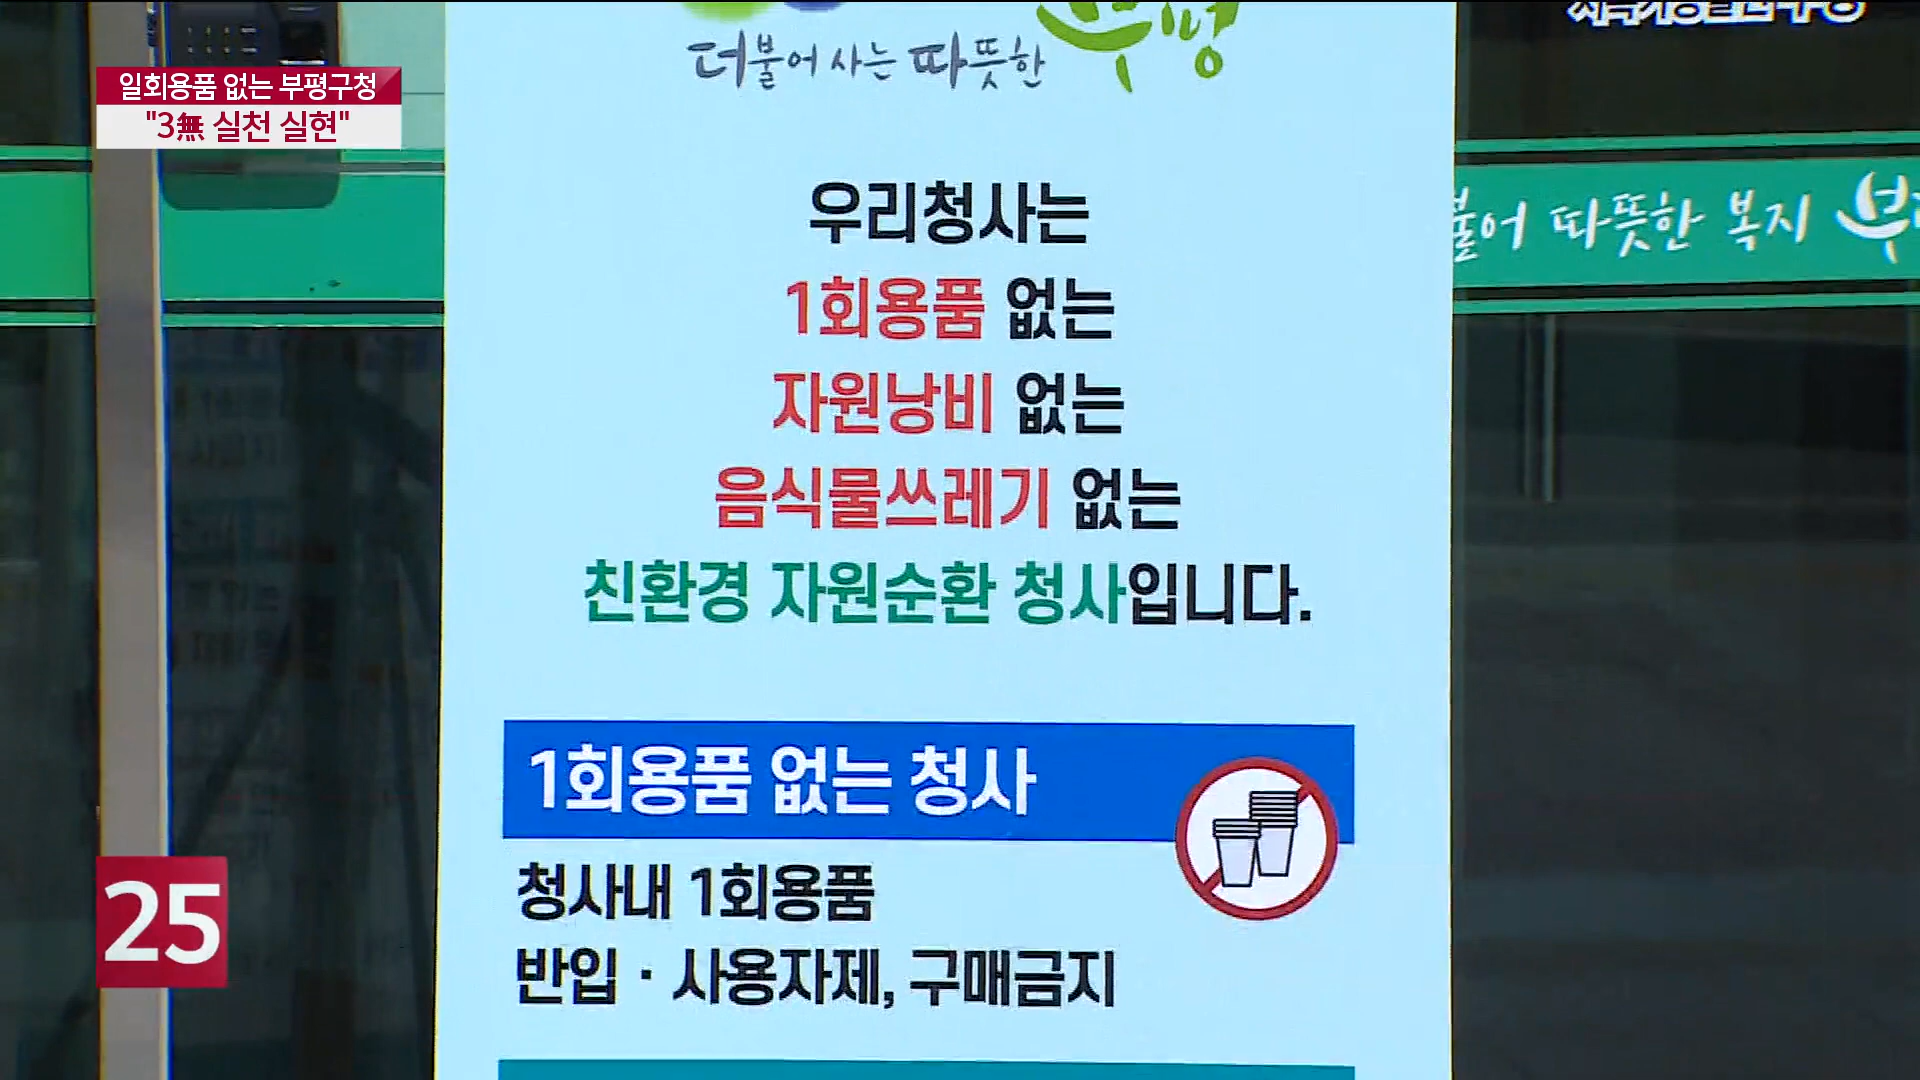 일회용품 없는 부평구청
"3無 실천 실현"
더불어 사는 따뜻한 부평
우리청사는
1회용품 없는
자원낭비 없는
음식물쓰레기 없는
친환경 자원순환 청사입니다.
1회용품 없는 청사
청사내 1회용품
반입 · 사용자제, 구매금지
따뜻한 복지
25